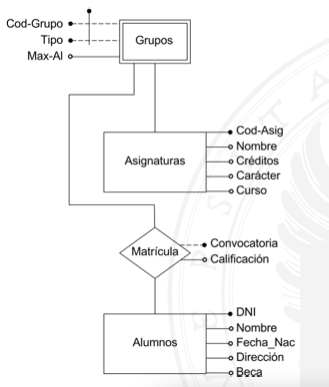 Cod-Grupo
Tipo
Max-Al
Grupos
Asignaturas
Cod-Asig
Nombre
Créditos
Carácter
Curso
Matrícula
Convocatoria
Calificación
Alumnos
DNI
Nombre
Fecha_Nac
Dirección
Beca